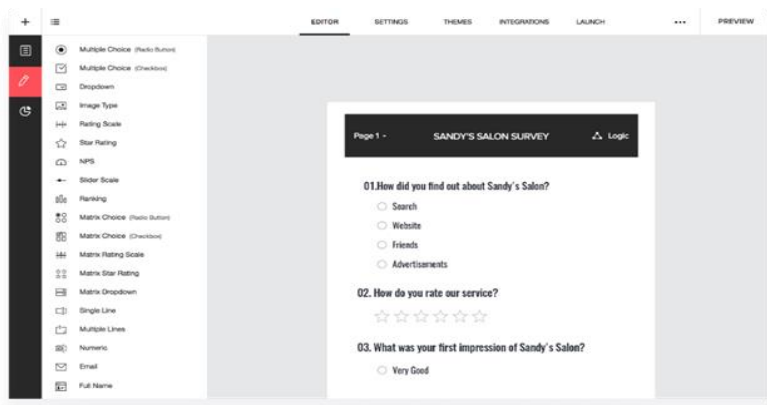 EDITOR SETTINGS THEMES INTEGRATIONS LAUNCH PREVIEW
Multiple Choice (Radio Button)
Multiple Choice (Checkbox)
Dropdown
Image Type
Rating Scale
Star Rating
NPS
Slider Scale
Ranking
Matrix Choice (Radio Button)
Matrix Choice (Checkbox)
Matrix Rating Scale
Matrix Star Rating
Matrix Dropdown
Single Line
Multiple Lines
Numeric
Email
Full Name
Page 1 SANDY'S SALON SURVEY Logic
01.How did you find out about Sandy's Salon?
Search
Website
Friends
Advertisements
02. How do you rate our service?
03. What was your first impression of Sandy's Salon?
Very Good